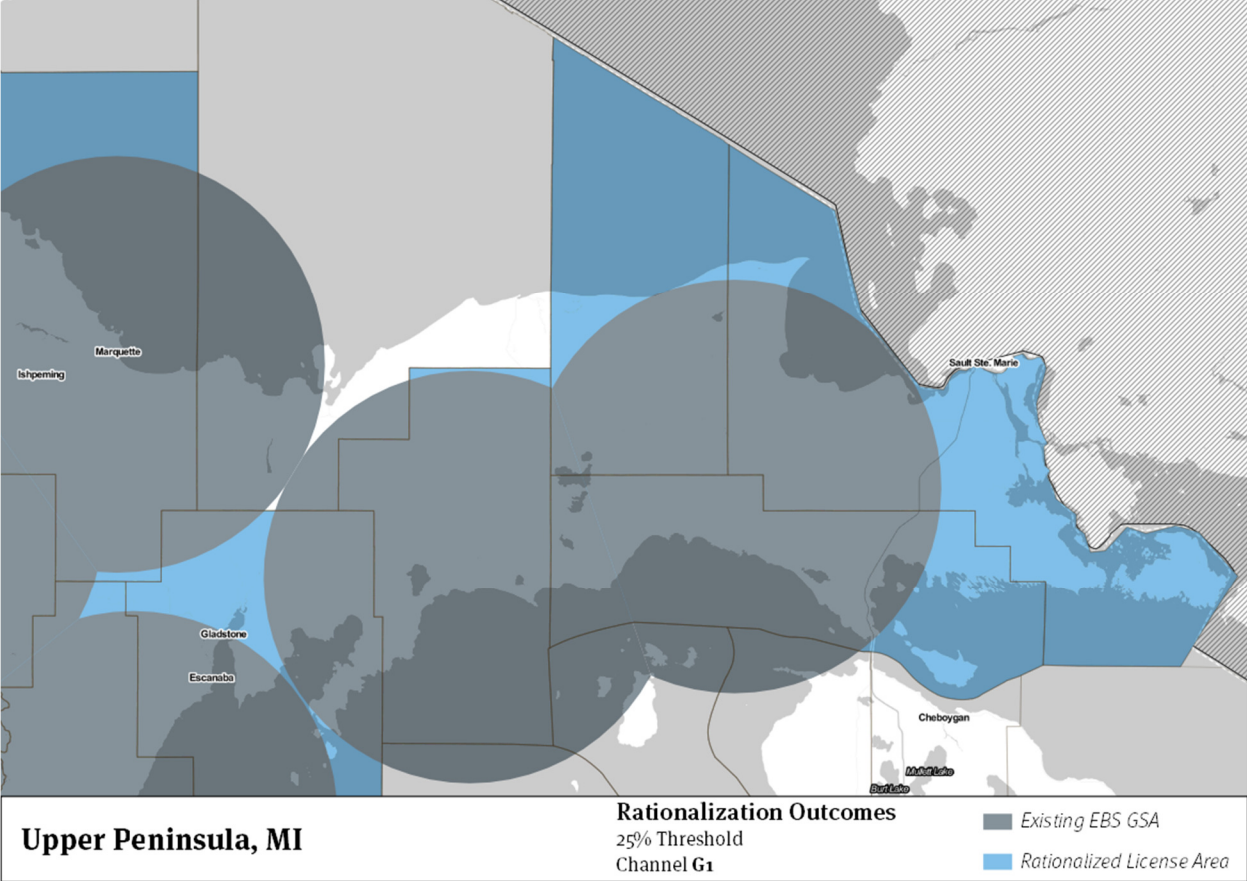 Sault Ste. Marie
Marquette
Ishpeming
Gladstone
Escanaba
Cheboygan
Mullett Lake
Burt Lake
Upper Peninsula, MI
Rationalization Outcomes
25% Threshold
Channel G1
Existing EBS GSA
Rationalized License Area